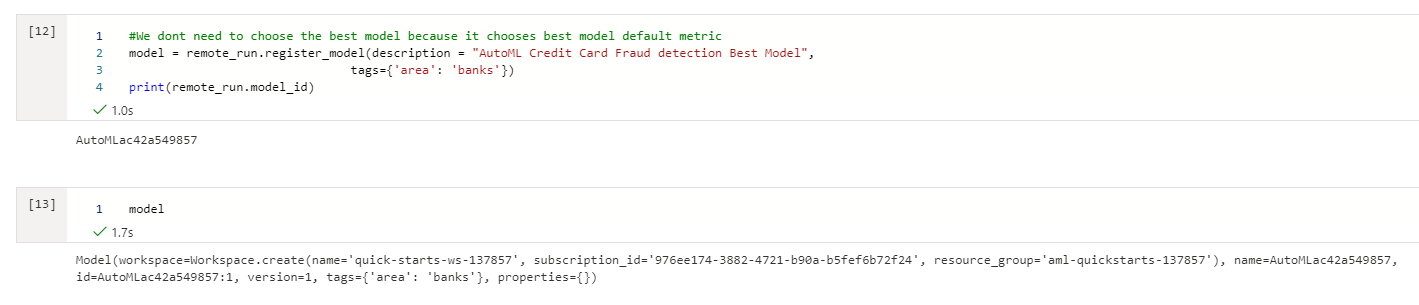 [12]
1 #We dont need to choose the best model because it chooses best model default metric
2 model = remote_run.register_model(description = "AutoML Credit Card Fraud detection Best Model",
3 tags={'area': 'banks'})
4 print(remote_run.model_id)
1.0s
AutoMLac42a549857
[13]
1 model
1.7s
Model(workspace=Workspace.create(name='quick-starts-ws-137857', subscription_id='976ee174-3882-4721-b90a-b5fef6b72f24', resource_group='aml-quickstarts-137857'), name=AutoMLac42a549857,
id=AutoMLac42a549857:1, version=1, tags={'area': 'banks'}, properties={})